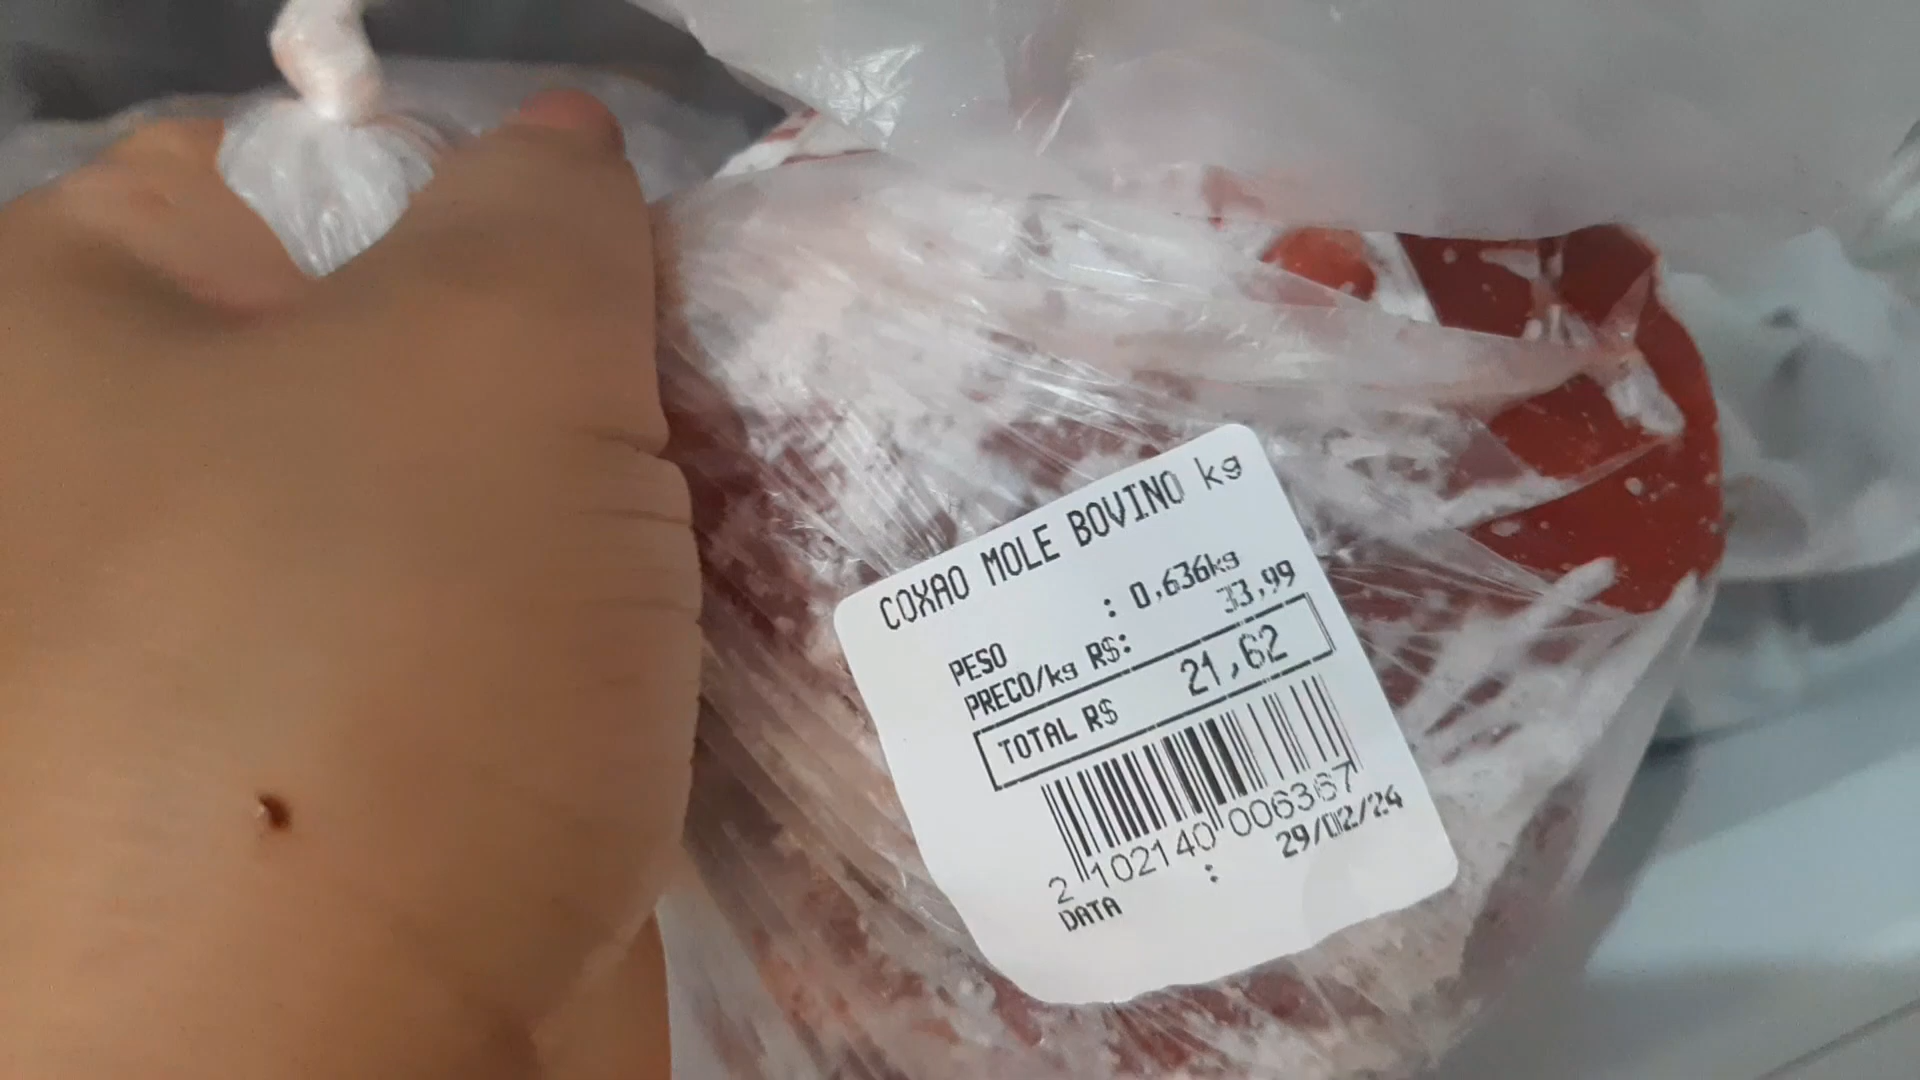 COXAO MOLE BOVINO kg
PESO : 0,636kg
PRECO/kg R$: 33,99
TOTAL R$ 21,62
2 102140 006367
DATA : 29/02/24